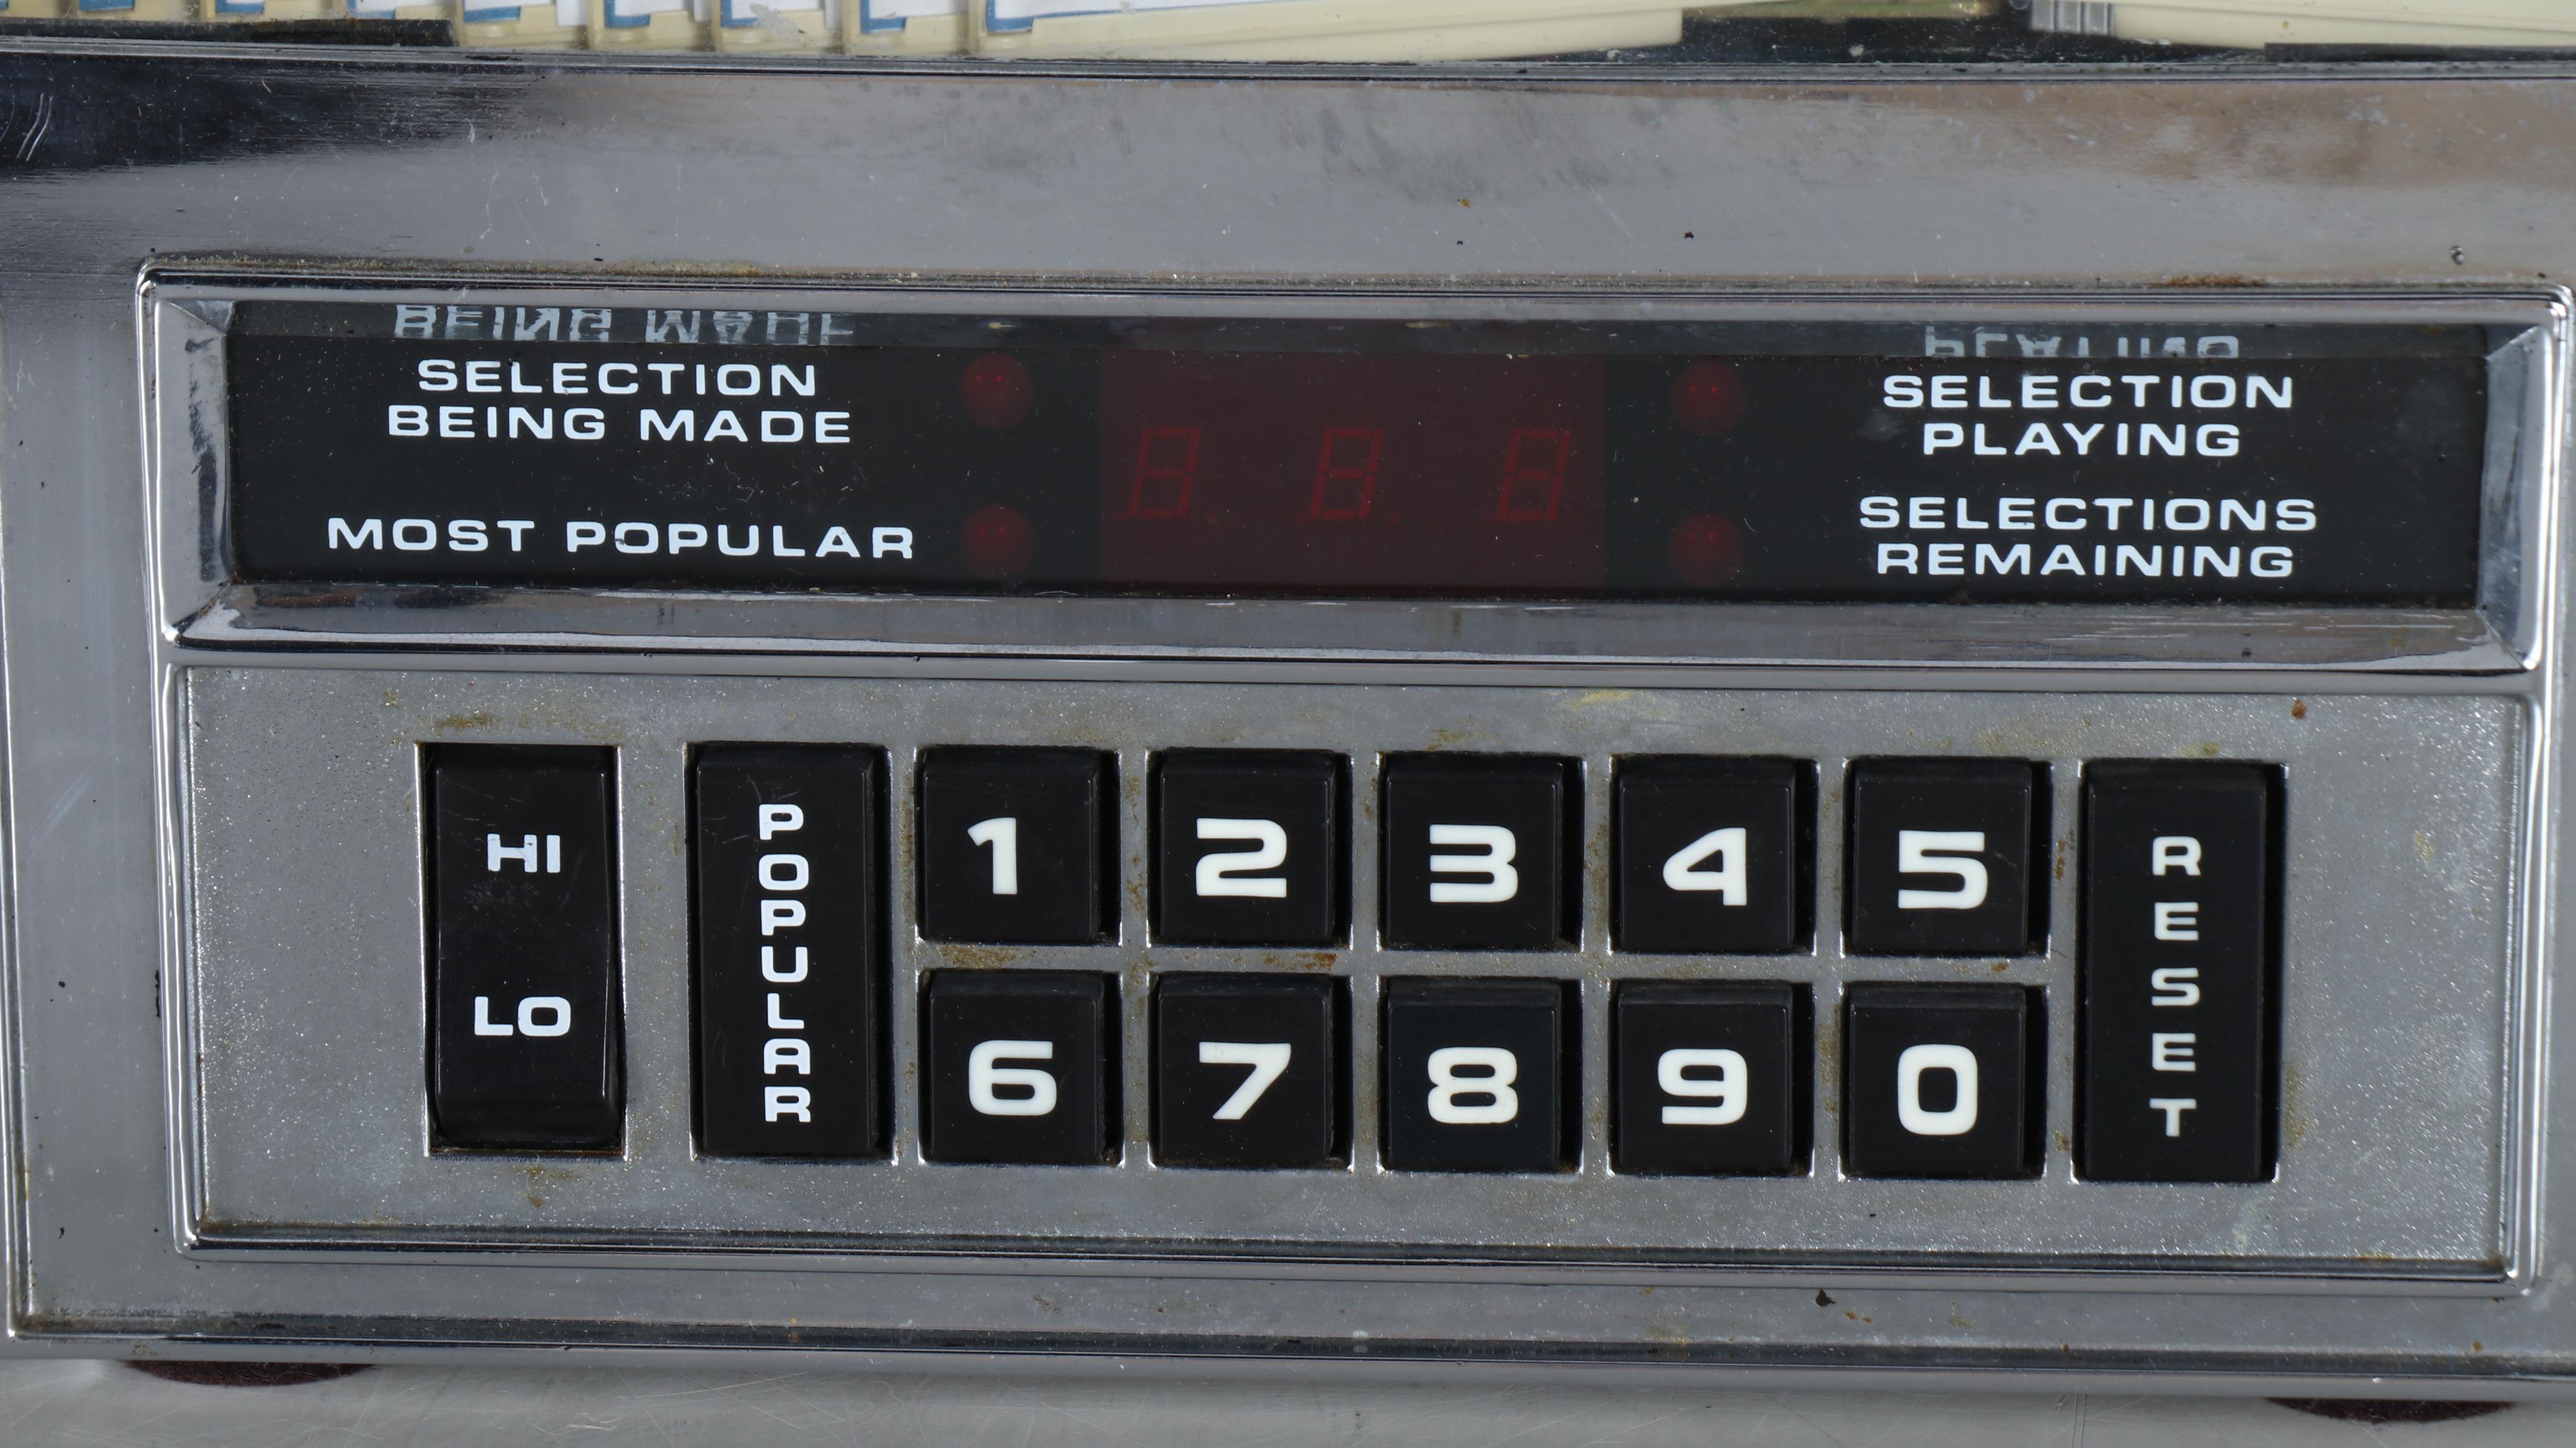 SELECTION
BEING MADE
MOST POPULAR
SELECTION
PLAYING
SELECTIONS
REMAINING
HI
LO
POPULAR
1 2 3 4 5
6 7 8 9 0
RESET